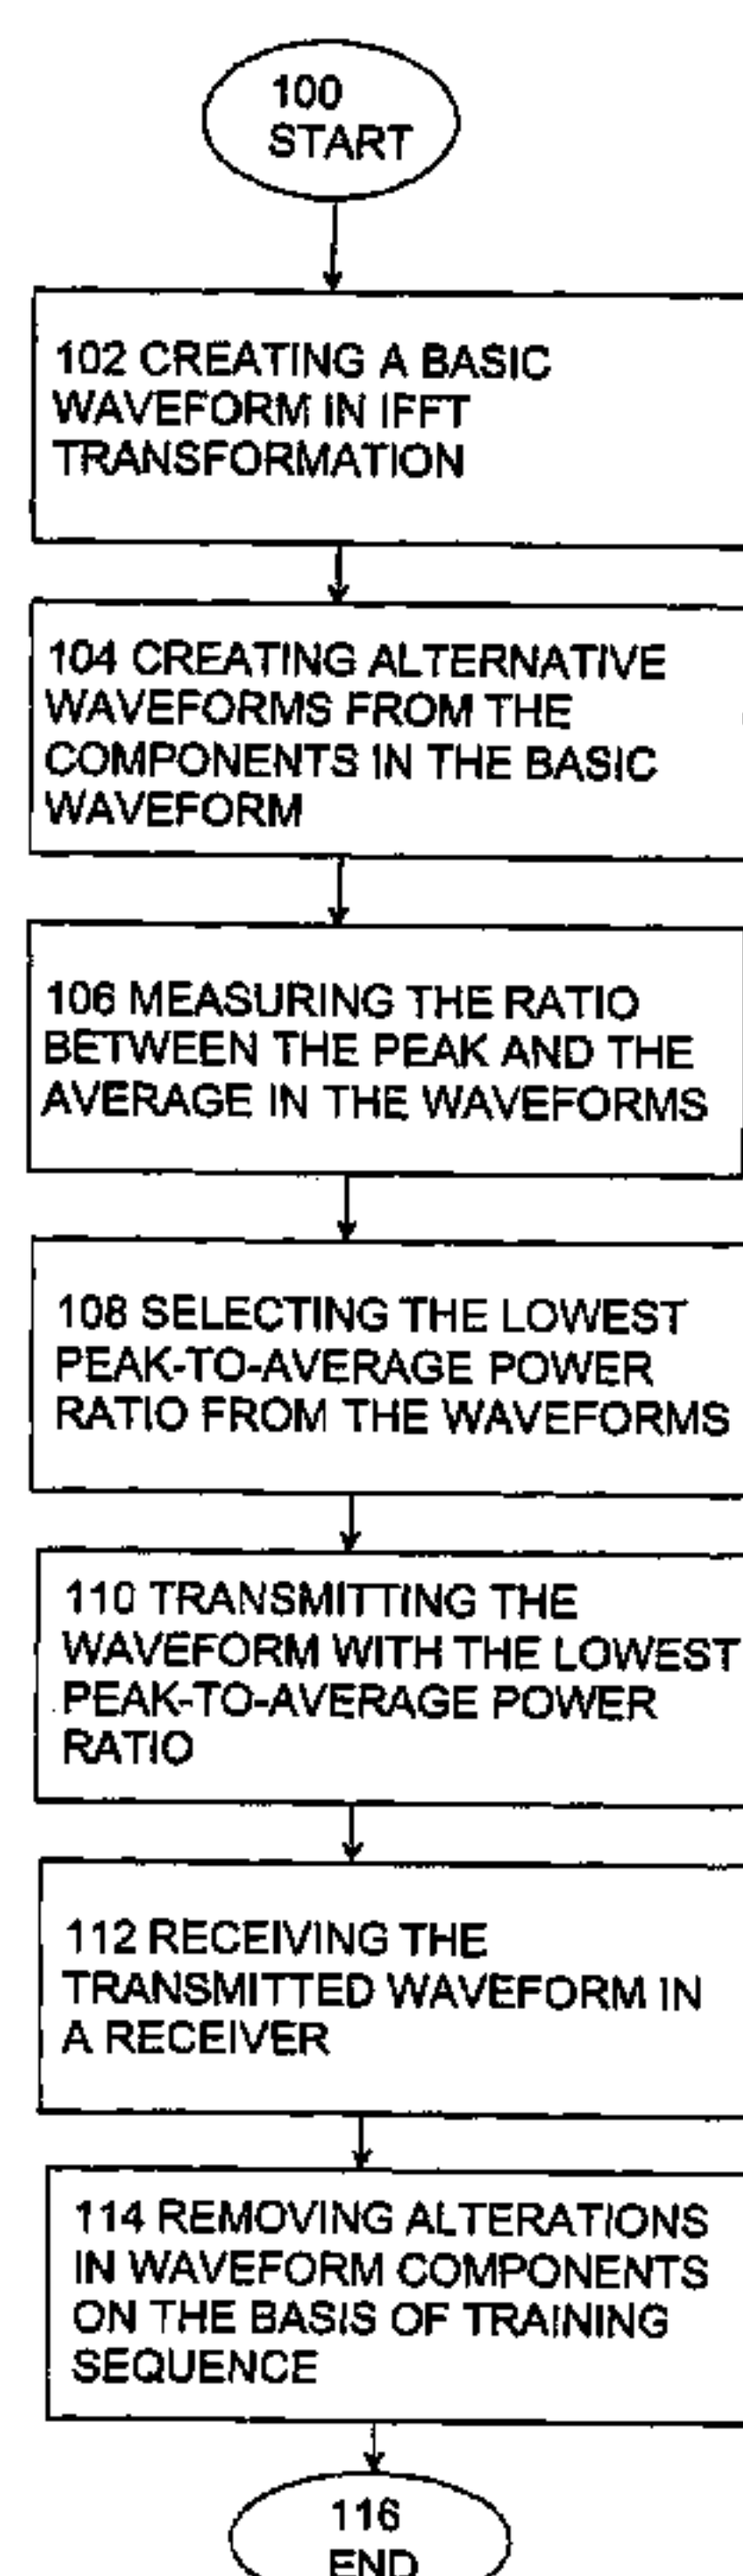 100
START
102 CREATING A BASIC
WAVEFORM IN IFFT
TRANSFORMATION
104 CREATING ALTERNATIVE
WAVEFORMS FROM THE
COMPONENTS IN THE BASIC
WAVEFORM
106 MEASURING THE RATIO
BETWEEN THE PEAK AND THE
AVERAGE IN THE WAVEFORMS
108 SELECTING THE LOWEST
PEAK-TO-AVERAGE POWER
RATIO FROM THE WAVEFORMS
110 TRANSMITTING THE
WAVEFORM WITH THE LOWEST
PEAK-TO-AVERAGE POWER
RATIO
112 RECEIVING THE
TRANSMITTED WAVEFORM IN
A RECEIVER
114 REMOVING ALTERATIONS
IN WAVEFORM COMPONENTS
ON THE BASIS OF TRAINING
SEQUENCE
116
END